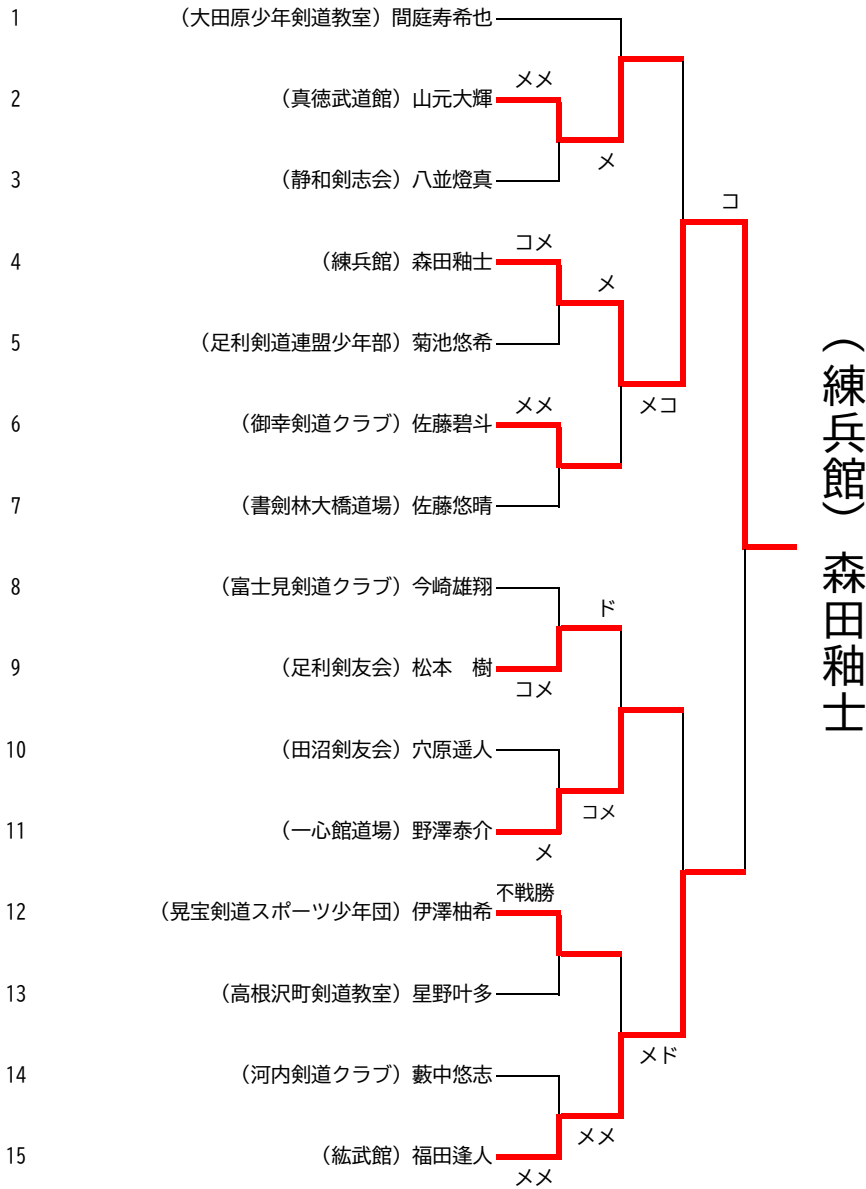 1 （大田原少年剣道教室）間庭寿希也
メメ
2 （真徳武道館）山元大輝
メ
3 （静和剣志会）八並燈真
コ
コメ
4 （練兵館）森田釉士
メ
5 （足利剣道連盟少年部）菊池悠希
メメ
メコ
6 （御幸剣道クラブ）佐藤碧斗
7 （書劍林大橋道場）佐藤悠晴
8 （富士見剣道クラブ）今崎雄翔
ド
9 （足利剣友会）松本　樹
コメ
10 （田沼剣友会）穴原遥人
コメ
11 （一心館道場）野澤泰介
メ
不戦勝
12 （晃宝剣道スポーツ少年団）伊澤柚希
13 （高根沢町剣道教室）星野叶多
メド
14 （河内剣道クラブ）藪中悠志
メメ
15 （紘武館）福田逢人
メメ
（練兵館）森田釉士